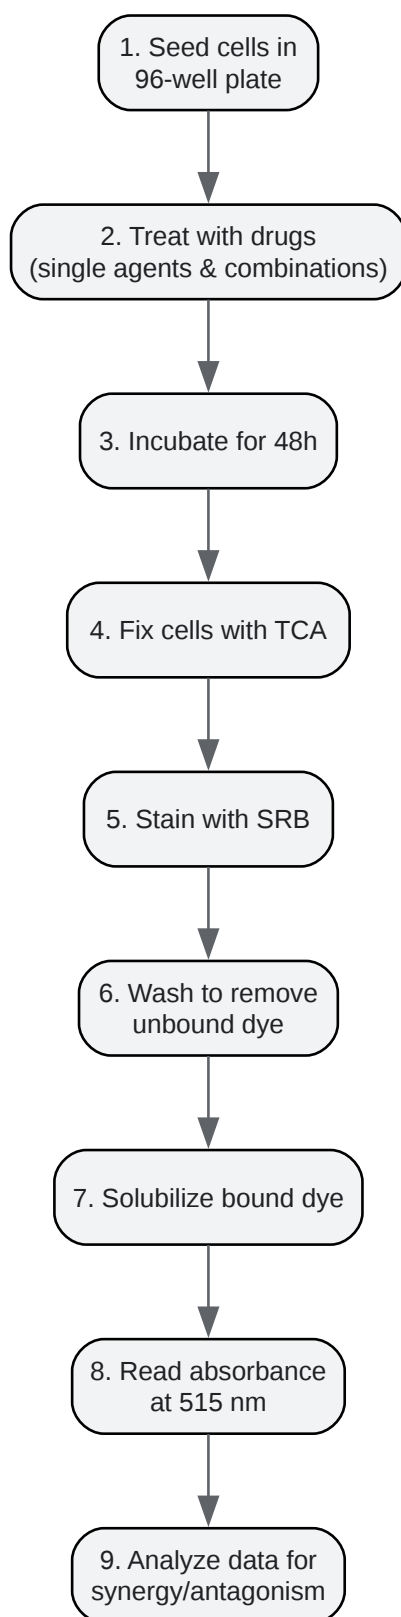 1. Seed cells in
96-well plate
2. Treat with drugs
(single agents & combinations)
3. Incubate for 48h
4. Fix cells with TCA
5. Stain with SRB
6. Wash to remove
unbound dye
7. Solubilize bound dye
8. Read absorbance
at 515 nm
9. Analyze data for
synergy/antagonism